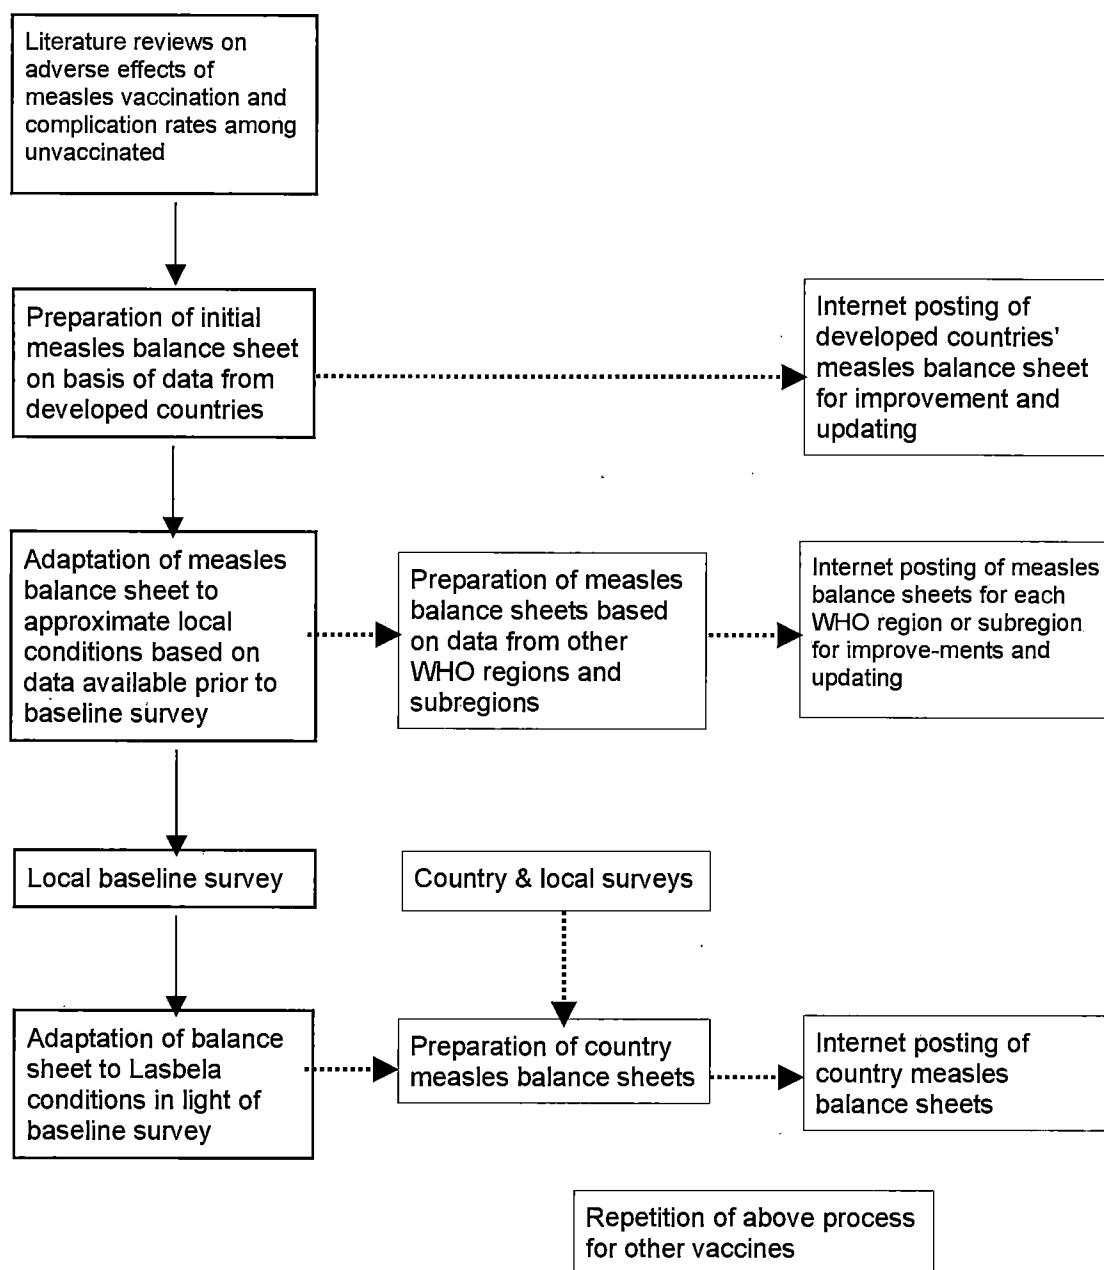 Literature reviews on
adverse effects of
measles vaccination and
complication rates among
unvaccinated
Preparation of initial
measles balance sheet
on basis of data from
developed countries
Internet posting of
developed countries'
measles balance sheet
for improvement and
updating
Adaptation of measles
balance sheet to
approximate local
conditions based on
data available prior to
baseline survey
Preparation of measles
balance sheets based
on data from other
WHO regions and
subregions
Internet posting of measles
balance sheets for each
WHO region or subregion
for improve-ments and
updating
Local baseline survey
Country & local surveys
Adaptation of balance
sheet to Lasbela
conditions in light of
baseline survey
Preparation of country
measles balance sheets
Internet posting of
country measles
balance sheets
Repetition of above process
for other vaccines